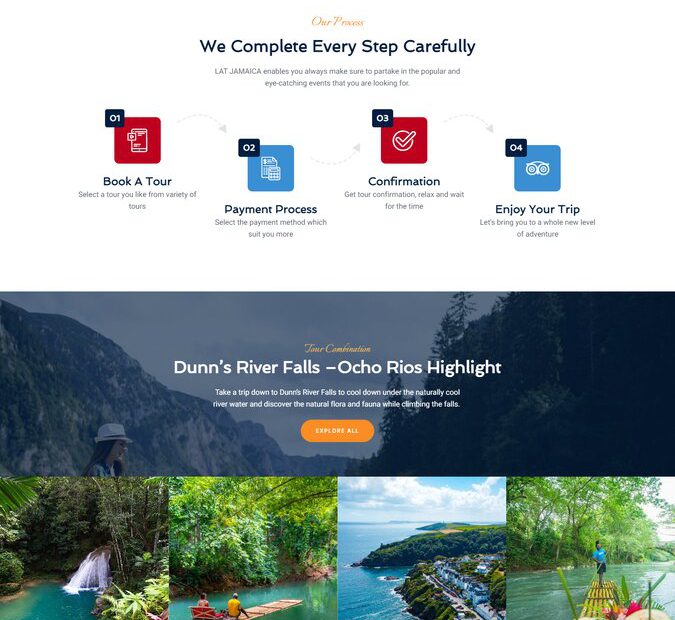 Our Process
We Complete Every Step Carefully
LAT JAMAICA enables you always make sure to partake in the popular and
eye-catching events that you are looking for.
01
Book A Tour
Select a tour you like from variety of
tours
02
Payment Process
Select the payment method which
suit you more
03
Confirmation
Get tour confirmation, relax and wait
for the time
04
Enjoy Your Trip
Let's bring you to a whole new level
of adventure
Tour Combination
Dunn’s River Falls –Ocho Rios Highlight
Take a trip down to Dunn's River Falls to cool down under the naturally cool
river water and discover the natural flora and fauna while climbing the falls.
EXPLORE ALL